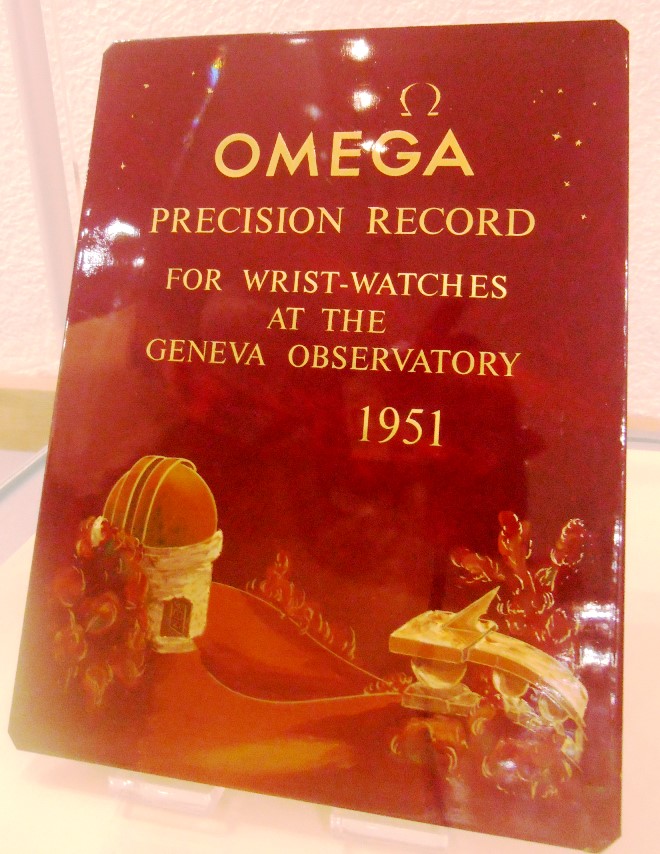 Ω
OMEGA
PRECISION RECORD
FOR WRIST-WATCHES
AT THE
GENEVA OBSERVATORY
1951